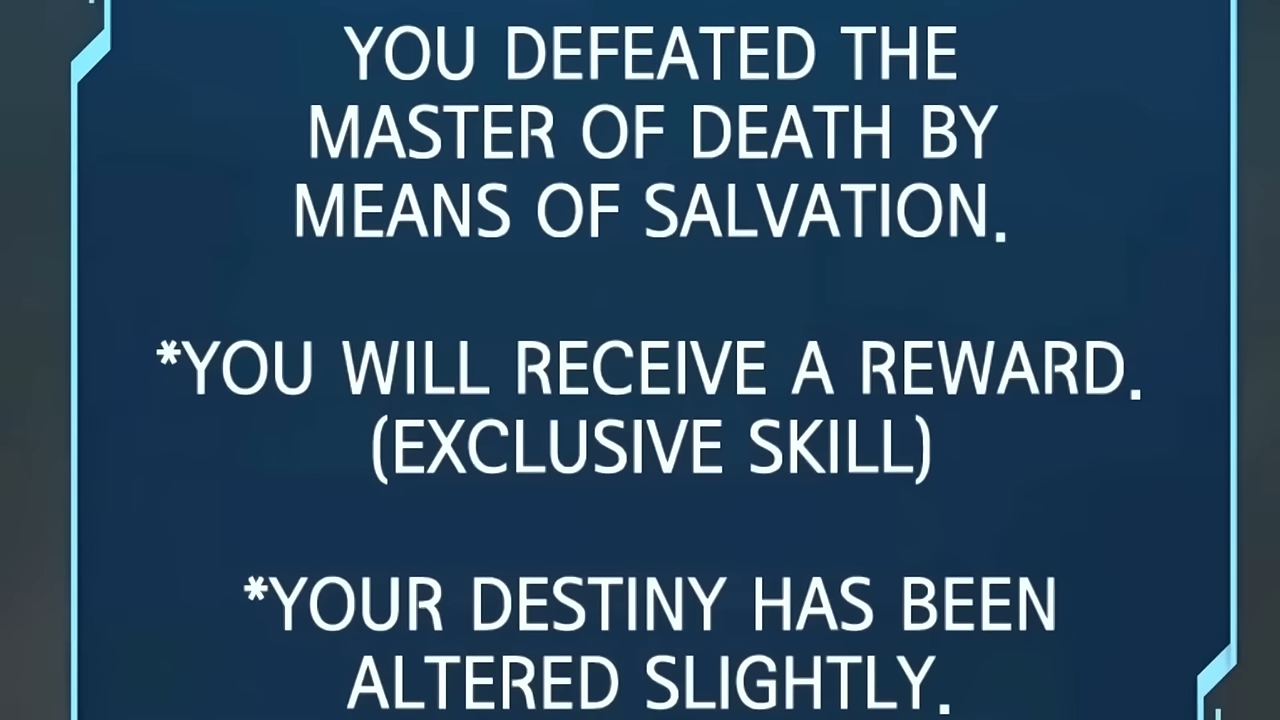 YOU DEFEATED THE
MASTER OF DEATH BY
MEANS OF SALVATION.
*YOU WILL RECEIVE A REWARD.
(EXCLUSIVE SKILL)
*YOUR DESTINY HAS BEEN
ALTERED SLIGHTLY.